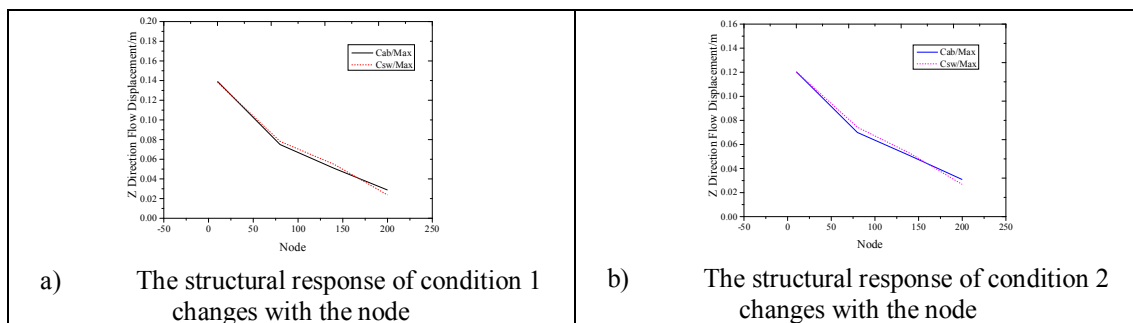 0.20
0.18
0.16
0.14
0.12
0.10
0.08
0.06
0.04
0.02
0.00
Z Direction Flow Displacement/m
Cab/Max
Csw/Max
-50 0 50 100 150 200 250
Node
a) The structural response of condition 1
changes with the node
0.16
0.14
0.12
0.10
0.08
0.06
0.04
0.02
0.00
Z Direction Flow Displacement/m
Cab/Max
Csw/Max
-50 0 50 100 150 200 250
Node
b) The structural response of condition 2
changes with the node